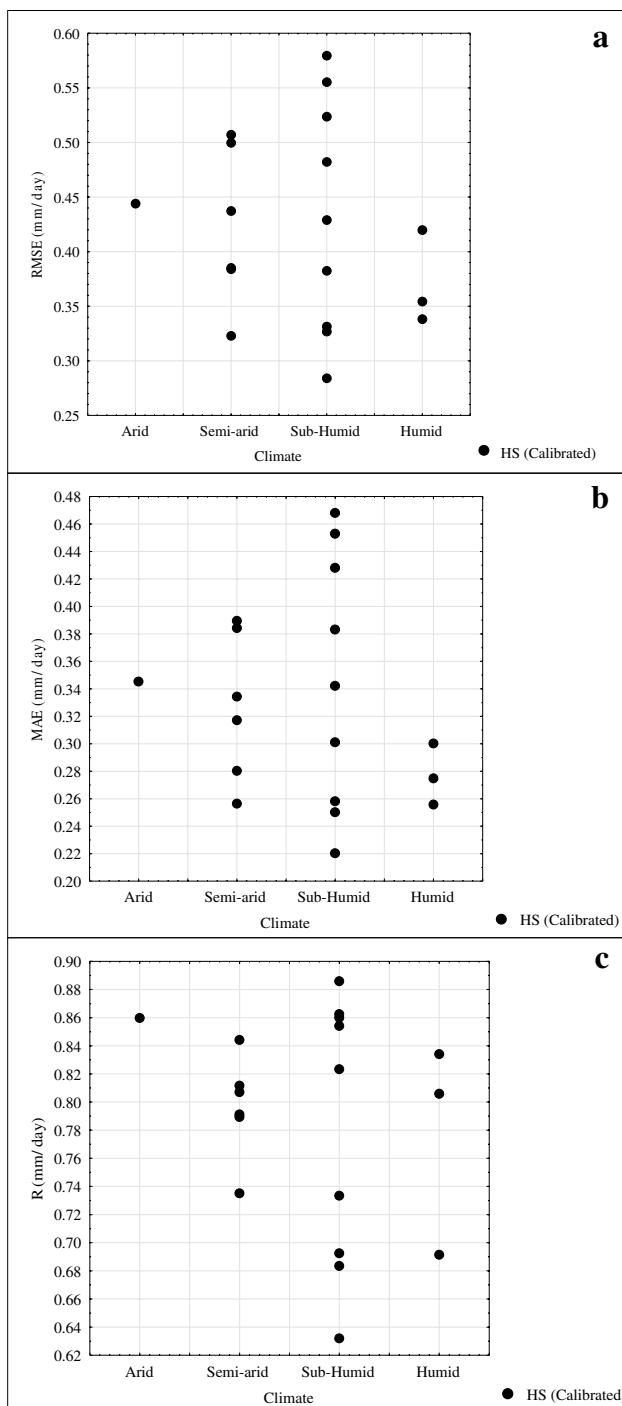 a
0.60
0.55
0.50
0.45
0.40
0.35
0.30
0.25
RMSE (mm/day)
Arid Semi-arid Sub-Humid Humid
Climate
HS (Calibrated)
b
0.48
0.46
0.44
0.42
0.40
0.38
0.36
0.34
0.32
0.30
0.28
0.26
0.24
0.22
0.20
MAE (mm/day)
Arid Semi-arid Sub-Humid Humid
Climate
HS (Calibrated)
c
0.90
0.88
0.86
0.84
0.82
0.80
0.78
0.76
0.74
0.72
0.70
0.68
0.66
0.64
0.62
R (mm/day)
Arid Semi-arid Sub-Humid Humid
Climate
HS (Calibrated)